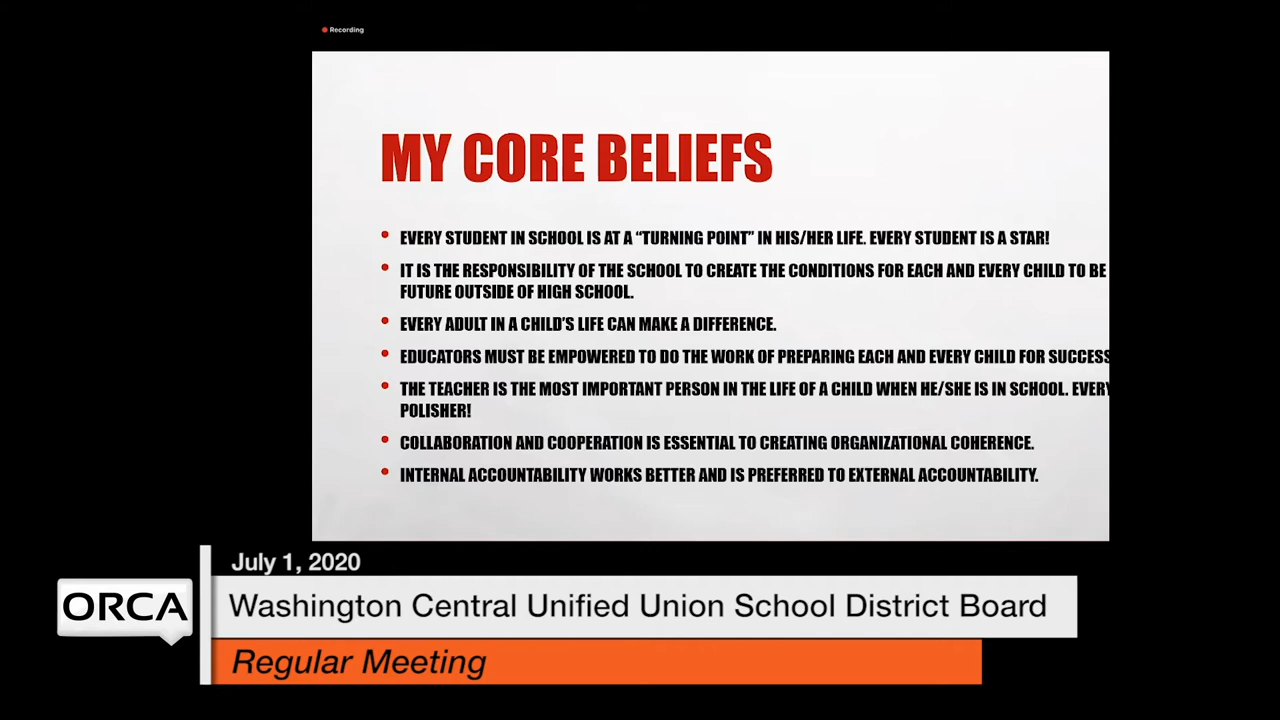 Recording
MY CORE BELIEFS
• EVERY STUDENT IN SCHOOL IS AT A “TURNING POINT” IN HIS/HER LIFE. EVERY STUDENT IS A STAR!
• IT IS THE RESPONSIBILITY OF THE SCHOOL TO CREATE THE CONDITIONS FOR EACH AND EVERY CHILD TO BE
FUTURE OUTSIDE OF HIGH SCHOOL.
• EVERY ADULT IN A CHILD’S LIFE CAN MAKE A DIFFERENCE.
• EDUCATORS MUST BE EMPOWERED TO DO THE WORK OF PREPARING EACH AND EVERY CHILD FOR SUCCESS
• THE TEACHER IS THE MOST IMPORTANT PERSON IN THE LIFE OF A CHILD WHEN HE/SHE IS IN SCHOOL. EVERY
POLISHER!
• COLLABORATION AND COOPERATION IS ESSENTIAL TO CREATING ORGANIZATIONAL COHERENCE.
• INTERNAL ACCOUNTABILITY WORKS BETTER AND IS PREFERRED TO EXTERNAL ACCOUNTABILITY.
July 1, 2020
ORCA
Washington Central Unified Union School District Board
Regular Meeting